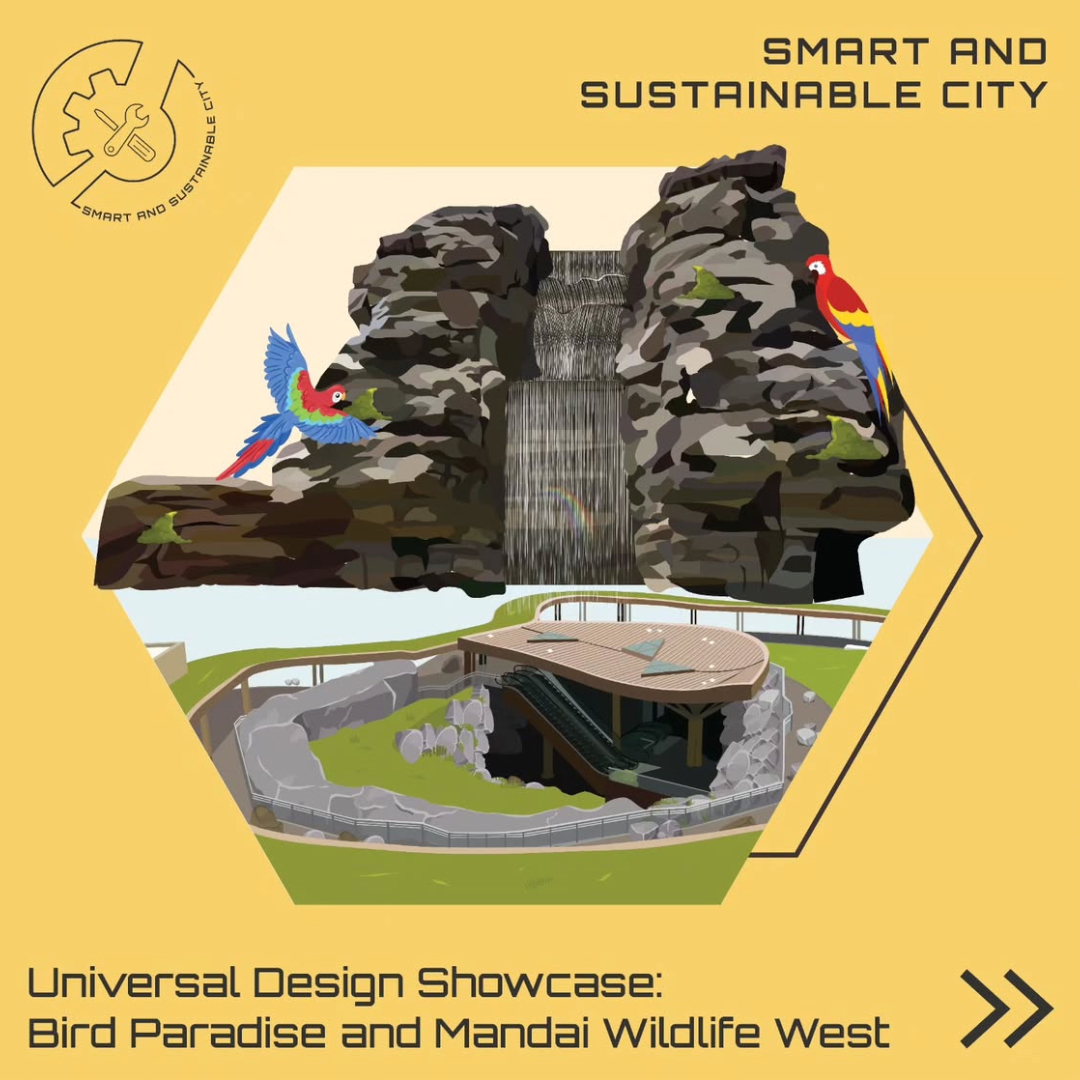 SMART AND SUSTAINABLE CITY
SMART AND
SUSTAINABLE CITY
Universal Design Showcase:
Bird Paradise and Mandai Wildlife West